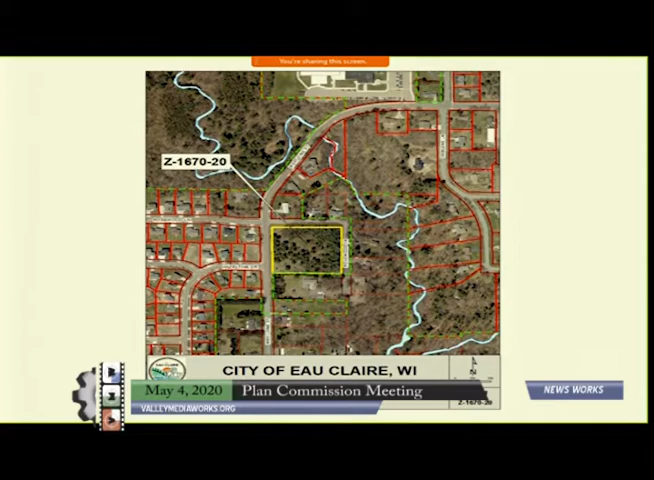 You're sharing this screen.
Z-1670-20
CITY OF EAU CLAIRE, WI
May 4, 2020 Plan Commission Meeting
NEWS WORKS
VALLEYMEDIAWORKS.ORG
Z-1670-20